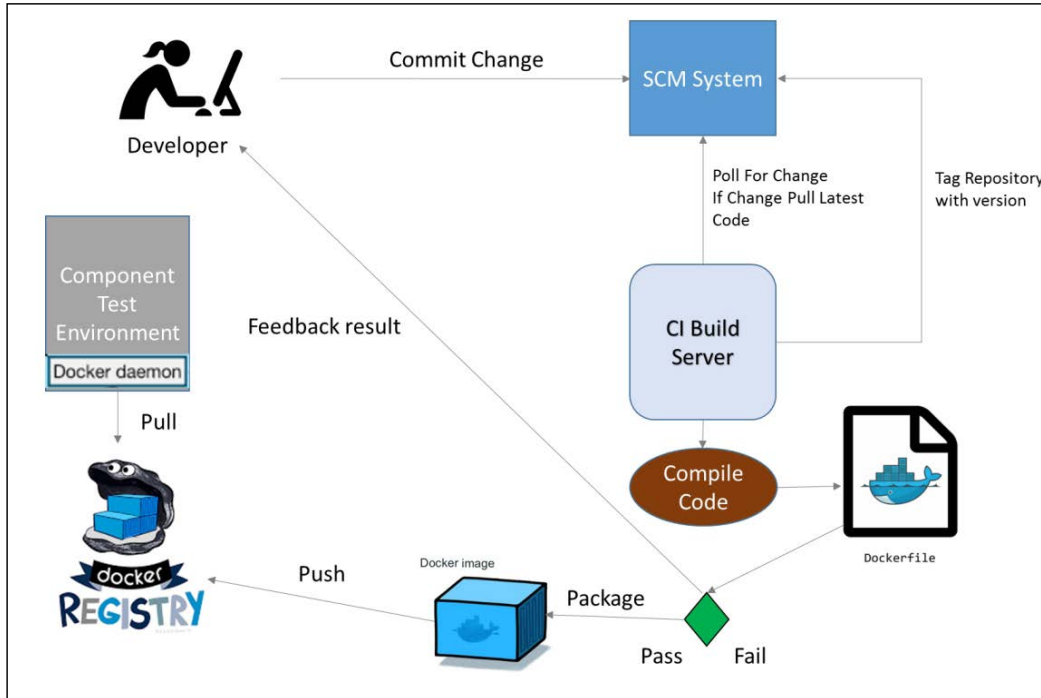 Commit Change
SCM System
Developer
Poll For Change
If Change Pull Latest
Code
Tag Repository
with version
Component
Test
Environment
Docker daemon
Feedback result
CI Build
Server
Pull
Compile
Code
Dockerfile
docker
REGISTRY
Push
Docker image
Package
Pass
Fail